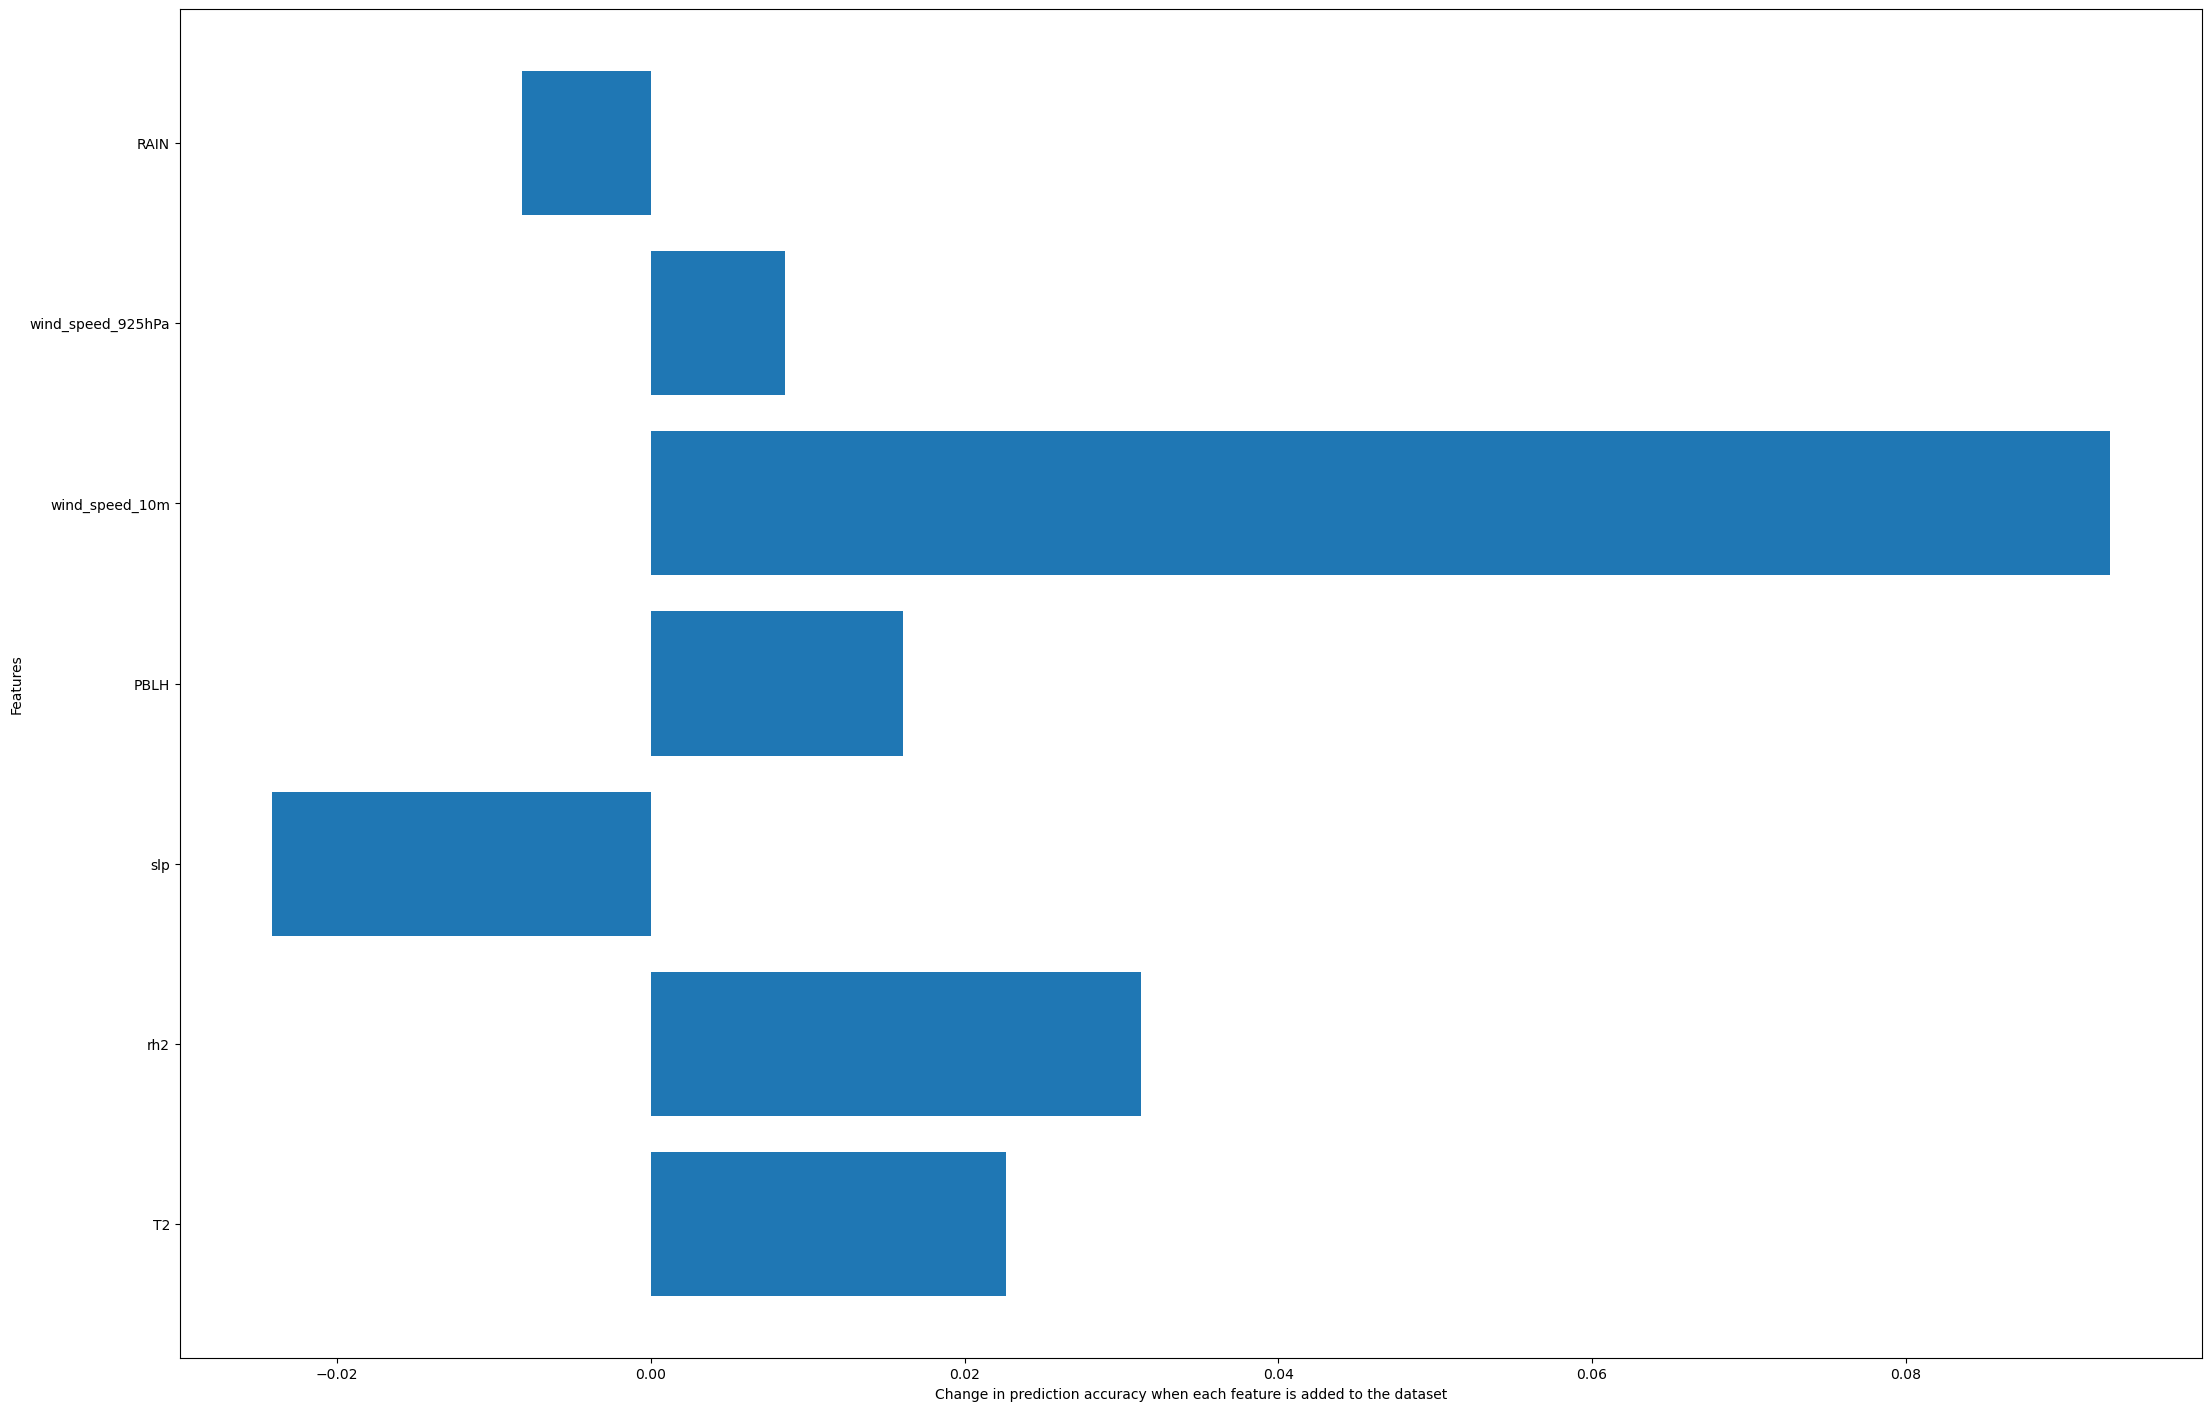 RAIN
wind_speed_925hPa
wind_speed_10m
PBLH
slp
rh2
T2
Features
−0.02 0.00 0.02 0.04 0.06 0.08
Change in prediction accuracy when each feature is added to the dataset